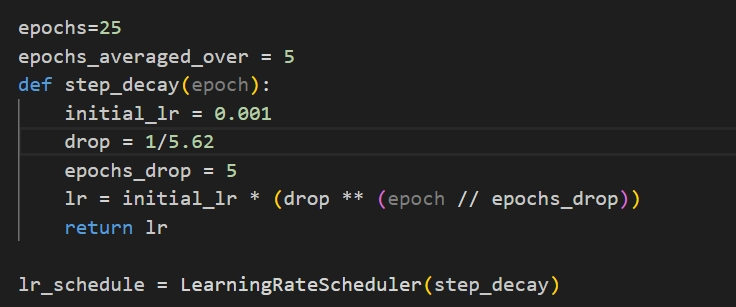 epochs=25
epochs_averaged_over = 5
def step_decay(epoch):
    initial_lr = 0.001
    drop = 1/5.62
    epochs_drop = 5
    lr = initial_lr * (drop ** (epoch // epochs_drop))
    return lr

lr_schedule = LearningRateScheduler(step_decay)